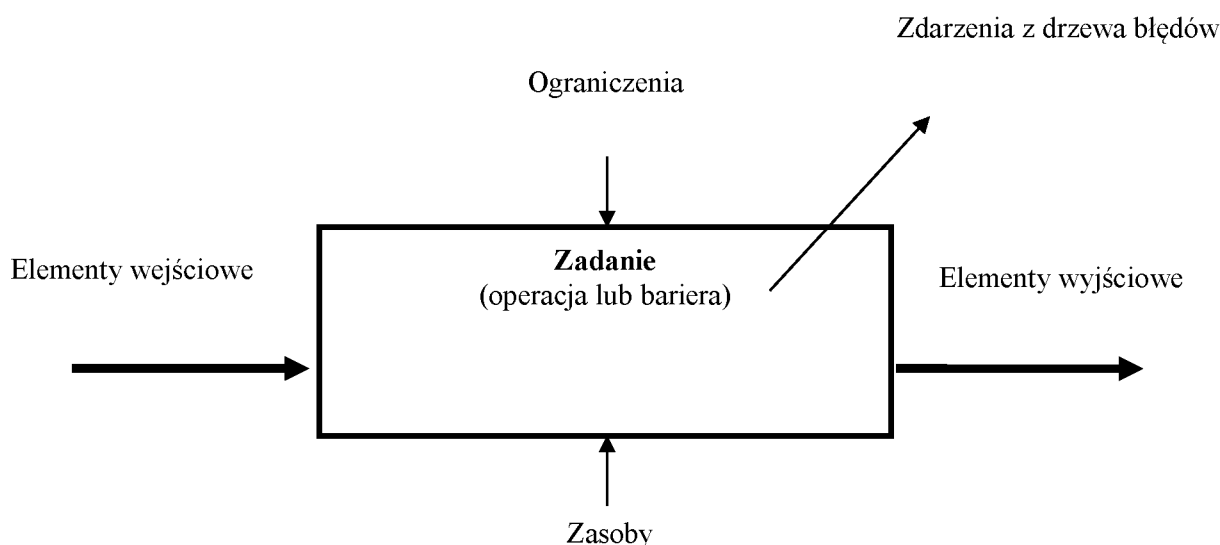 Zdarzenia z drzewa błędów
Ograniczenia
Elementy wejściowe
Zadanie
(operacja lub bariera)
Elementy wyjściowe
Zasoby